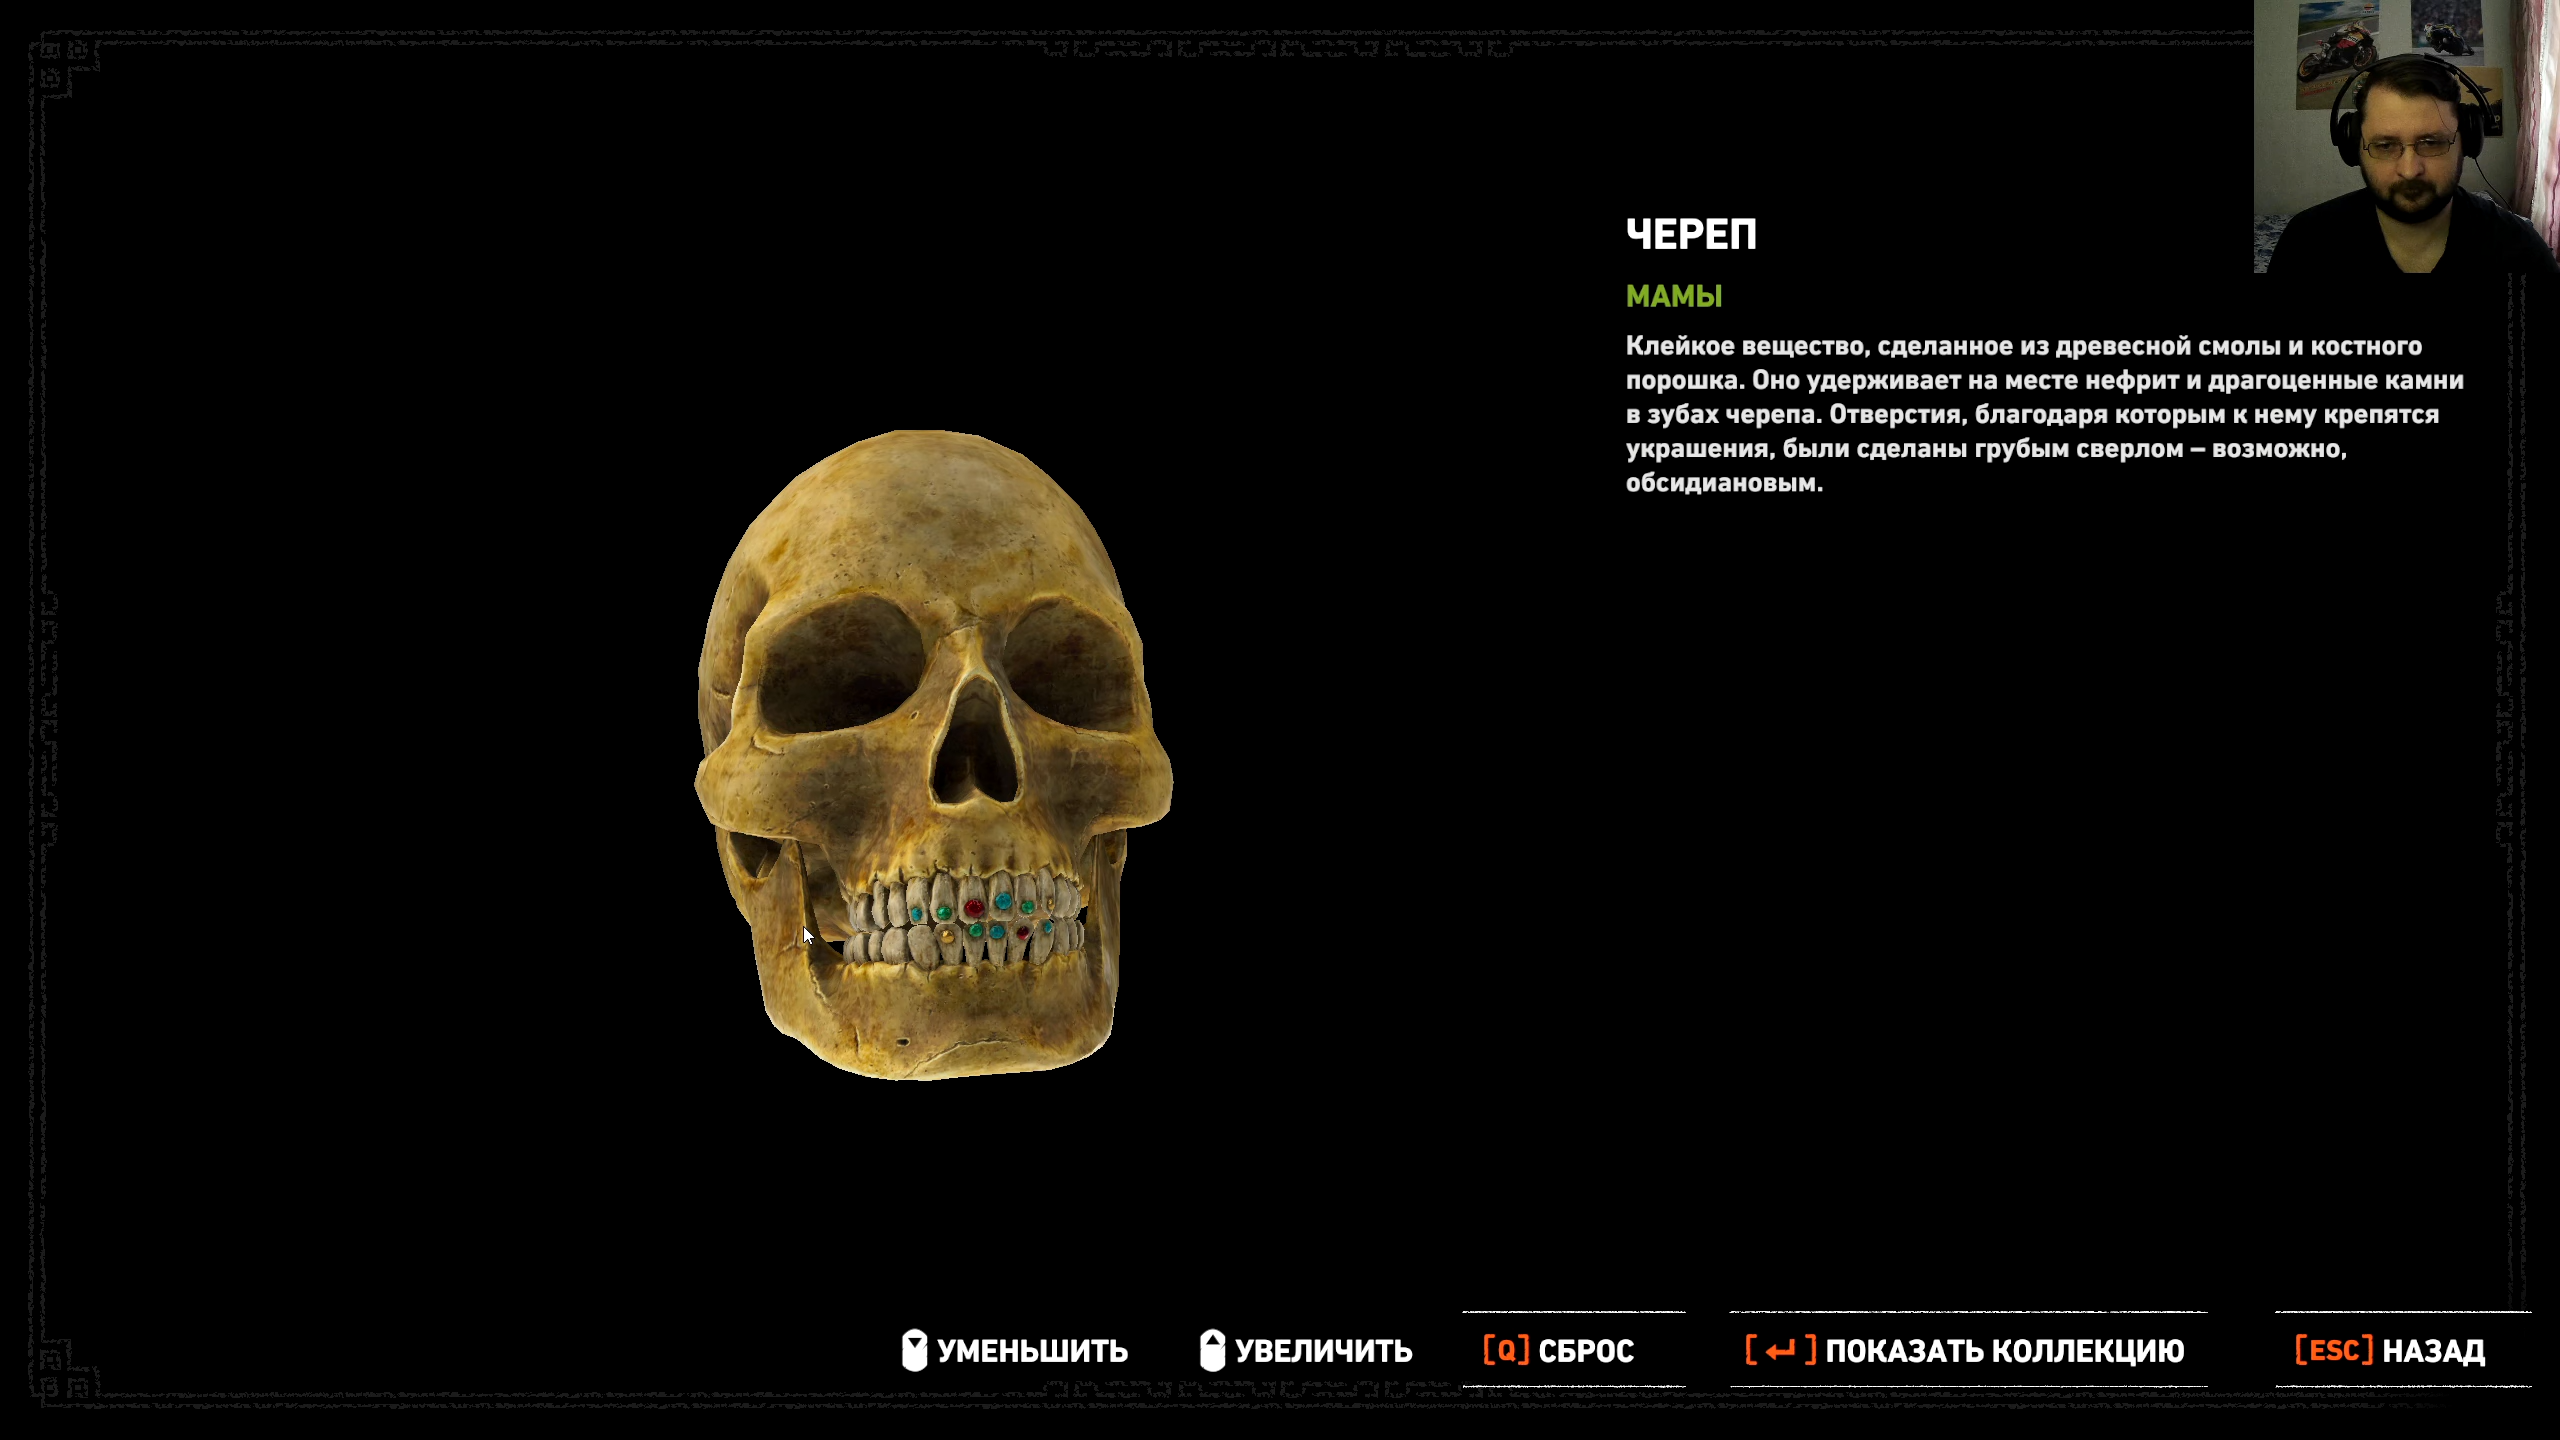 ЧЕРЕП
МАМЫ
Клейкое вещество, сделанное из древесной смолы и костного
порошка. Оно удерживает на месте нефрит и драгоценные камни
в зубах черепа. Отверстия, благодаря которым к нему крепятся
украшения, были сделаны грубым сверлом – возможно,
обсидиановым.
УМЕНЬШИТЬ УВЕЛИЧИТЬ [Q] СБРОС [↵] ПОКАЗАТЬ КОЛЛЕКЦИЮ [ESC] НАЗАД